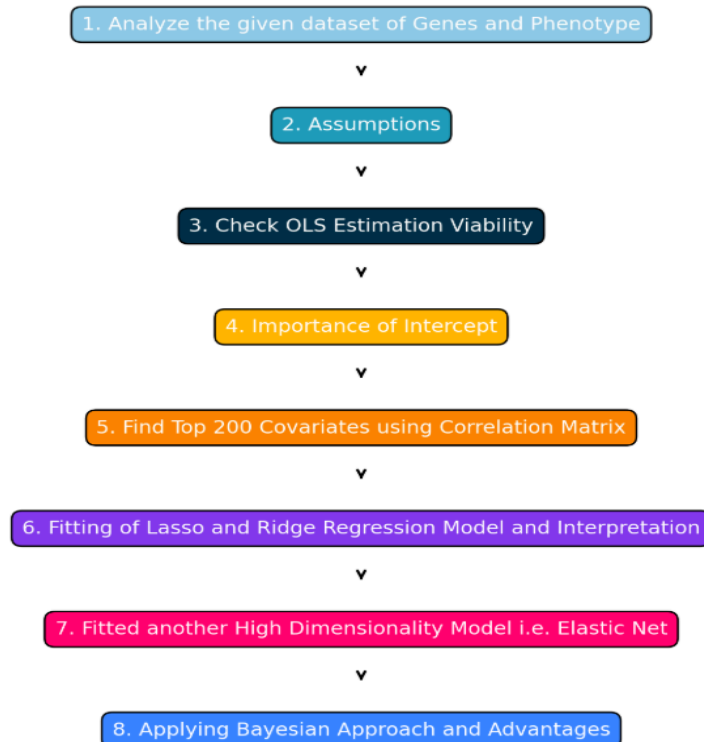 1. Analyze the given dataset of Genes and Phenotype
2. Assumptions
3. Check OLS Estimation Viability
4. Importance of Intercept
5. Find Top 200 Covariates using Correlation Matrix
6. Fitting of Lasso and Ridge Regression Model and Interpretation
7. Fitted another High Dimensionality Model i.e. Elastic Net
8. Applying Bayesian Approach and Advantages